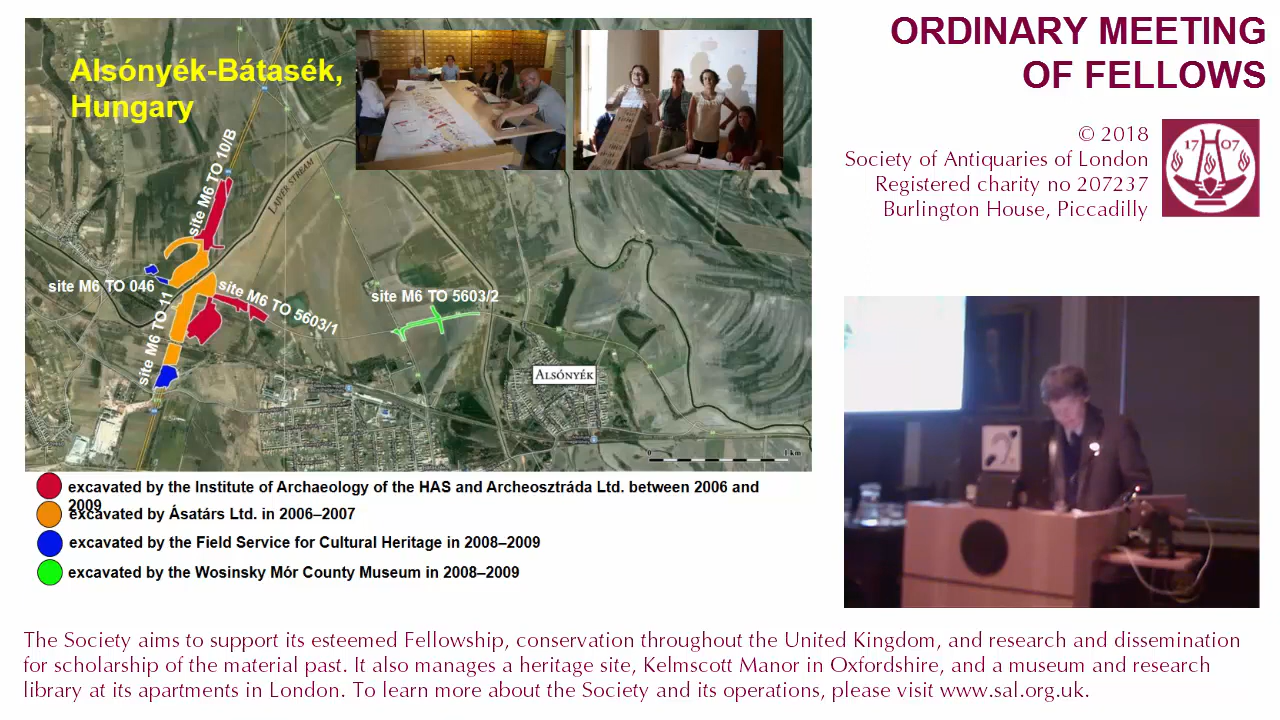 Alsónyék-Bátasék,
Hungary
site M6 TO 10/B
LAJVÉR STREAM
site M6 TO 046
site M6 TO 11
site M6 TO 5603/1
site M6 TO 5603/2
ALSÓNYÉK
0 1 km
excavated by the Institute of Archaeology of the HAS and Archeosztráda Ltd. between 2006 and
2009
excavated by Ásatárs Ltd. in 2006–2007
excavated by the Field Service for Cultural Heritage in 2008–2009
excavated by the Wosinsky Mór County Museum in 2008–2009
ORDINARY MEETING
OF FELLOWS
© 2018
Society of Antiquaries of London
Registered charity no 207237
Burlington House, Piccadilly
17 07
The Society aims to support its esteemed Fellowship, conservation throughout the United Kingdom, and research and dissemination
for scholarship of the material past. It also manages a heritage site, Kelmscott Manor in Oxfordshire, and a museum and research
library at its apartments in London. To learn more about the Society and its operations, please visit www.sal.org.uk.